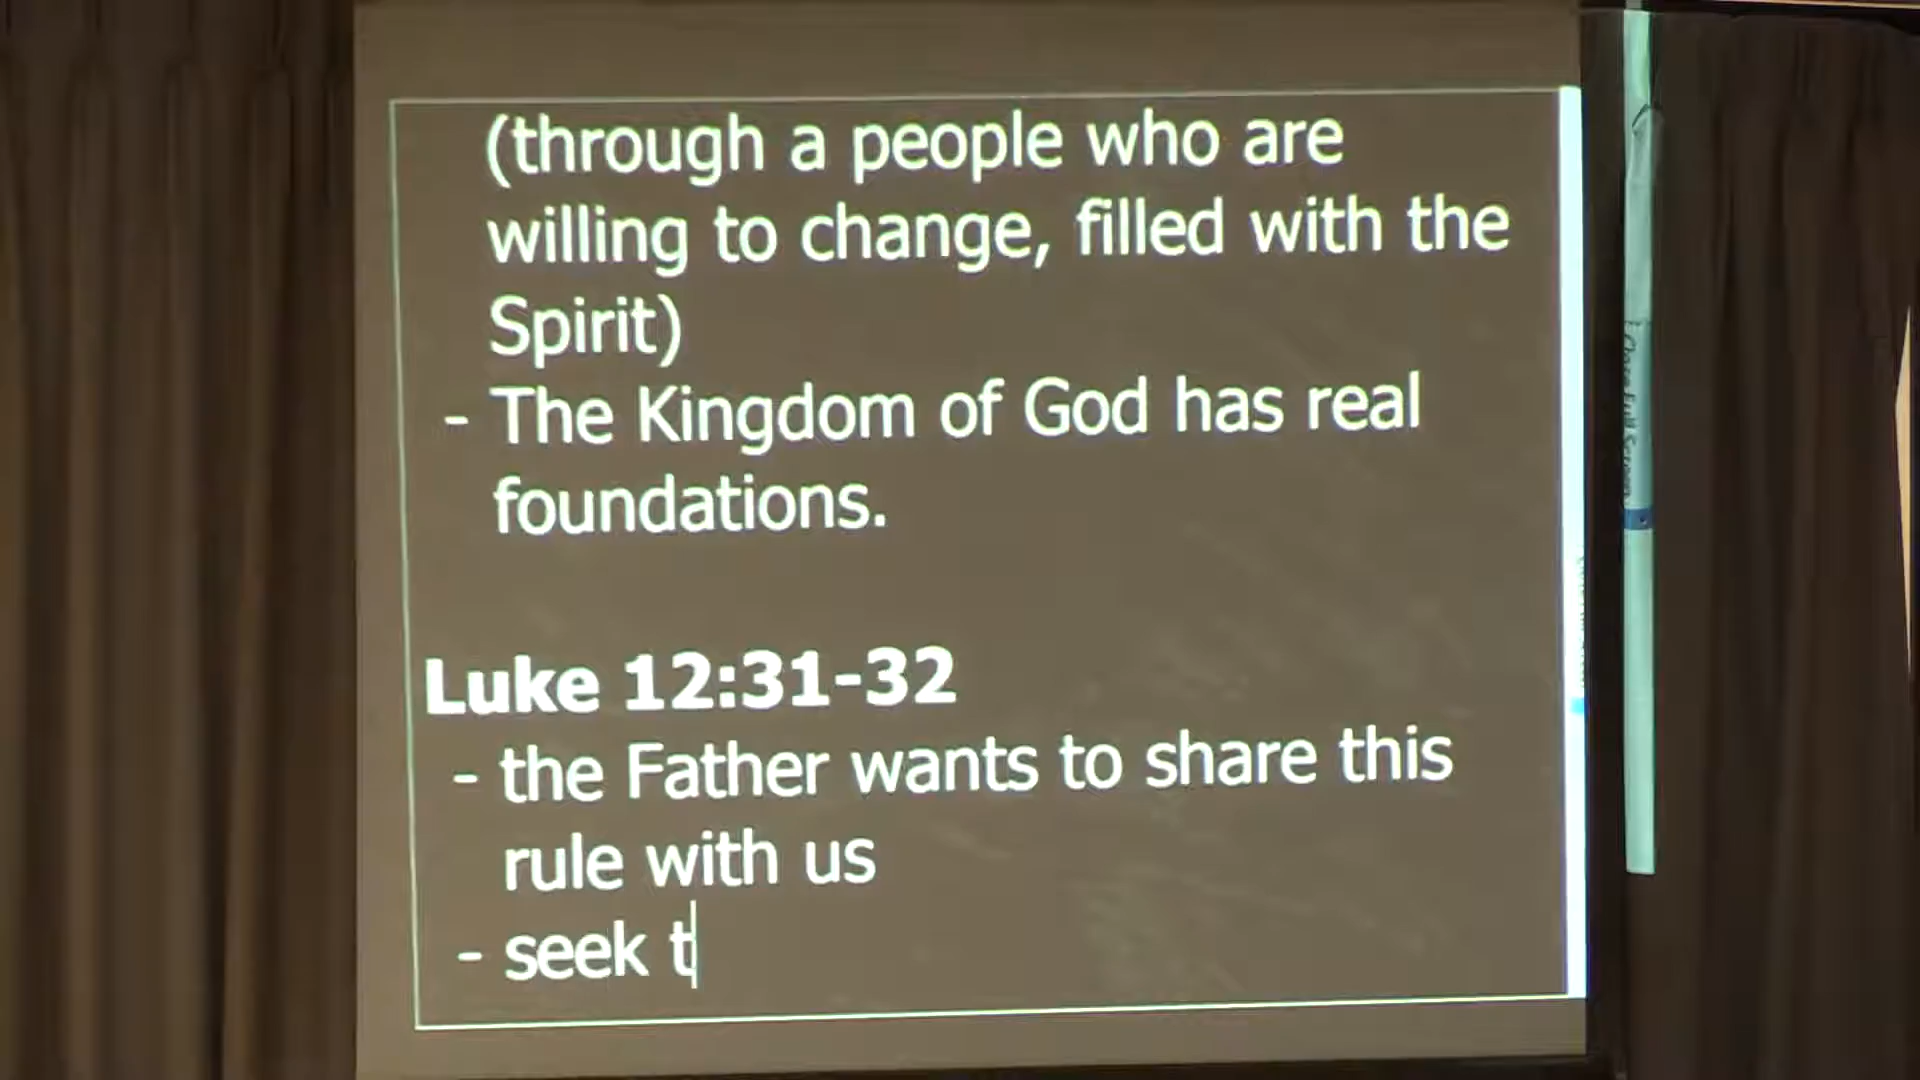 (through a people who are
willing to change, filled with the
Spirit)
- The Kingdom of God has real
foundations.
Luke 12:31-32
- the Father wants to share this
rule with us
- seek t